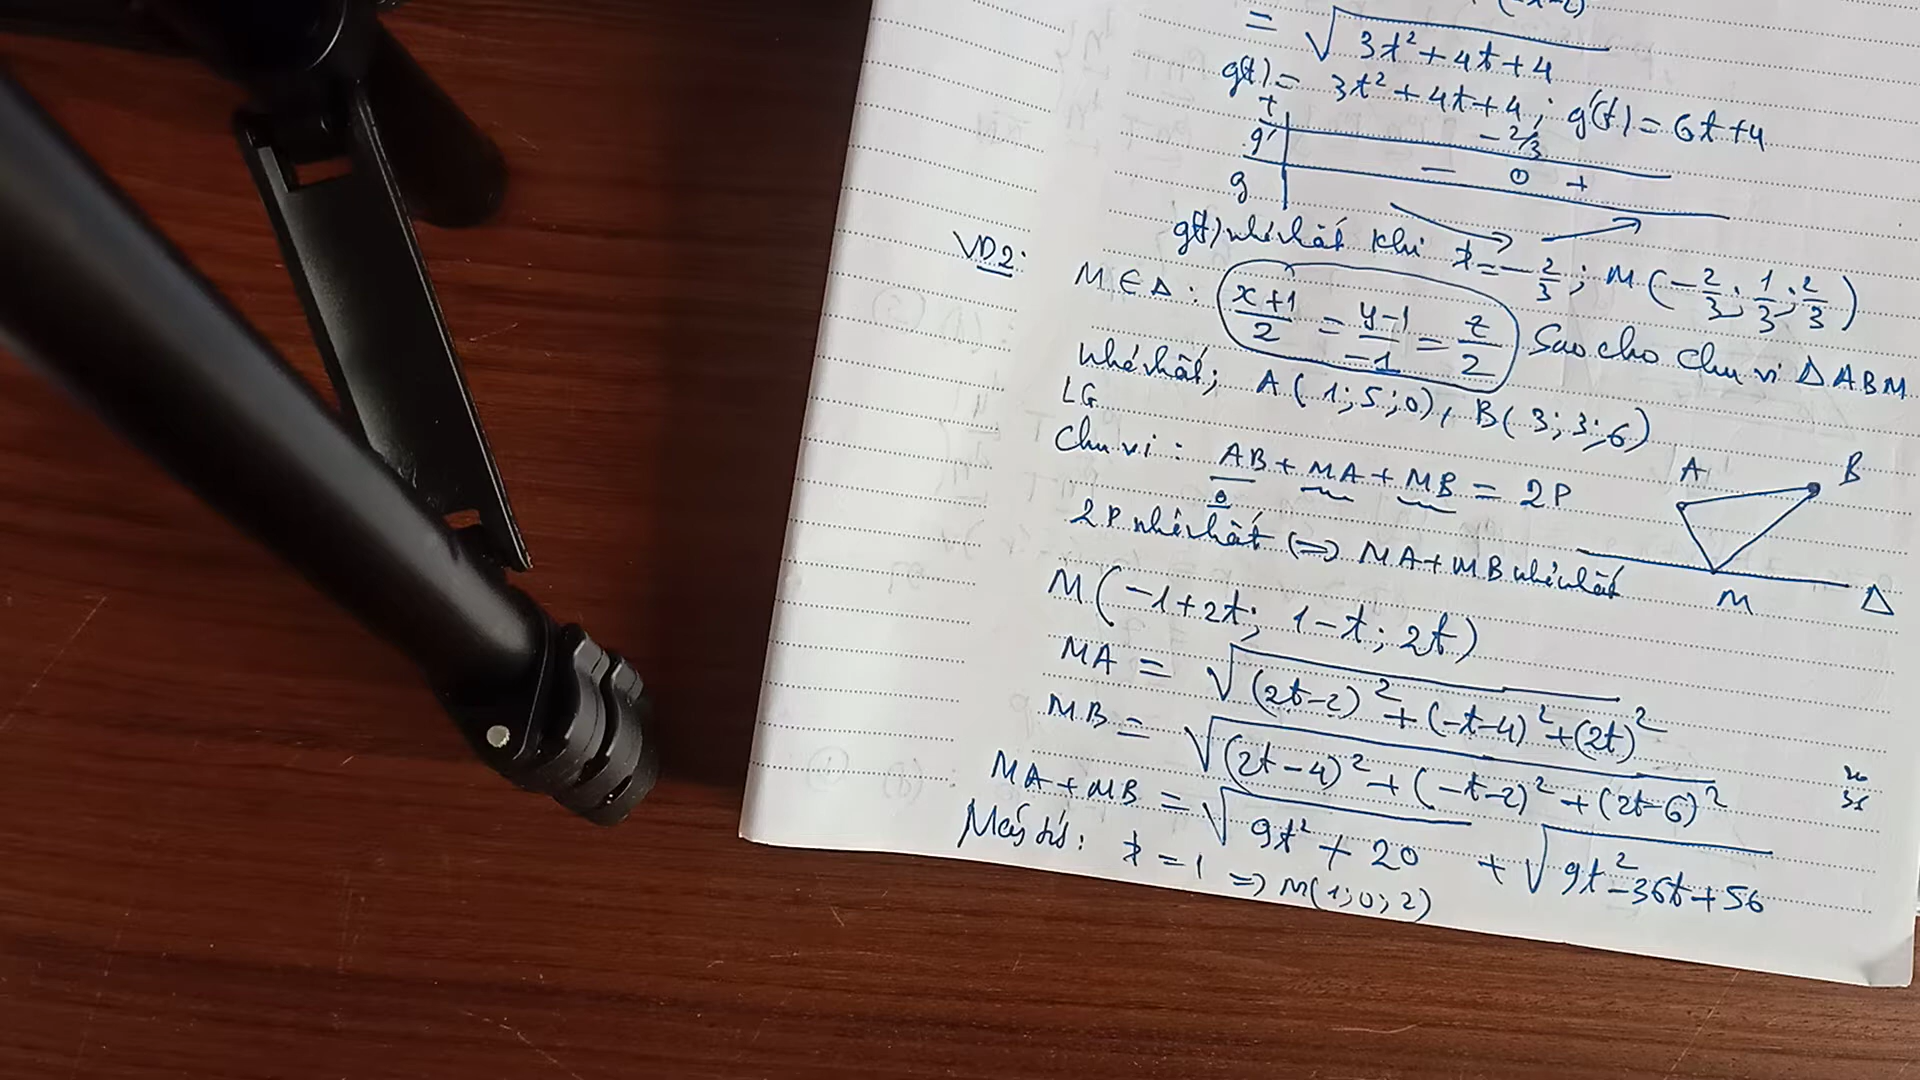 = √3t² + 4t + 4
g(t) = 3t² + 4t + 4 ; g'(t) = 6t + 4
t -2/3
g' - 0 +
g
g(t) nhỏ nhất khi t = -2/3 ; M(-2/3; 1/3; 2/3)
VD2:
M ∈ Δ : (x+1)/2 = (y-1)/-1 = z/2 Sao cho chu vi Δ ABM
nhỏ nhất; A(1;5;0), B(3;3;6)
LG
Chu vi : AB + MA + MB = 2P
A B
2P nhỏ nhất (=) MA + MB nhỏ nhất
M Δ
M(-1+2t; 1-t; 2t)
MA = √(2t-2)² + (-t-4)² + (2t)²
MB = √(2t-4)² + (-t-2)² + (2t-6)²
MA + MB = √9t² + 20 + √9t² - 36t + 56
Máy tính: t = 1 => M(1;0;2)